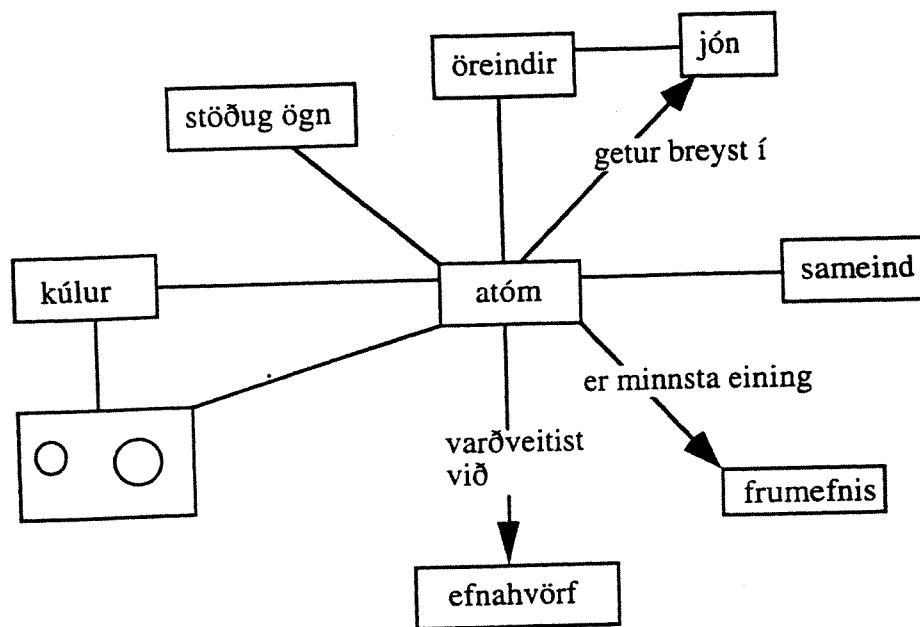 jón
öreindir
stöðug ögn
getur breyst í
sameind
kúlur
atóm
er minnsta eining
varðveitist
við
frumefnis
efnahvörf